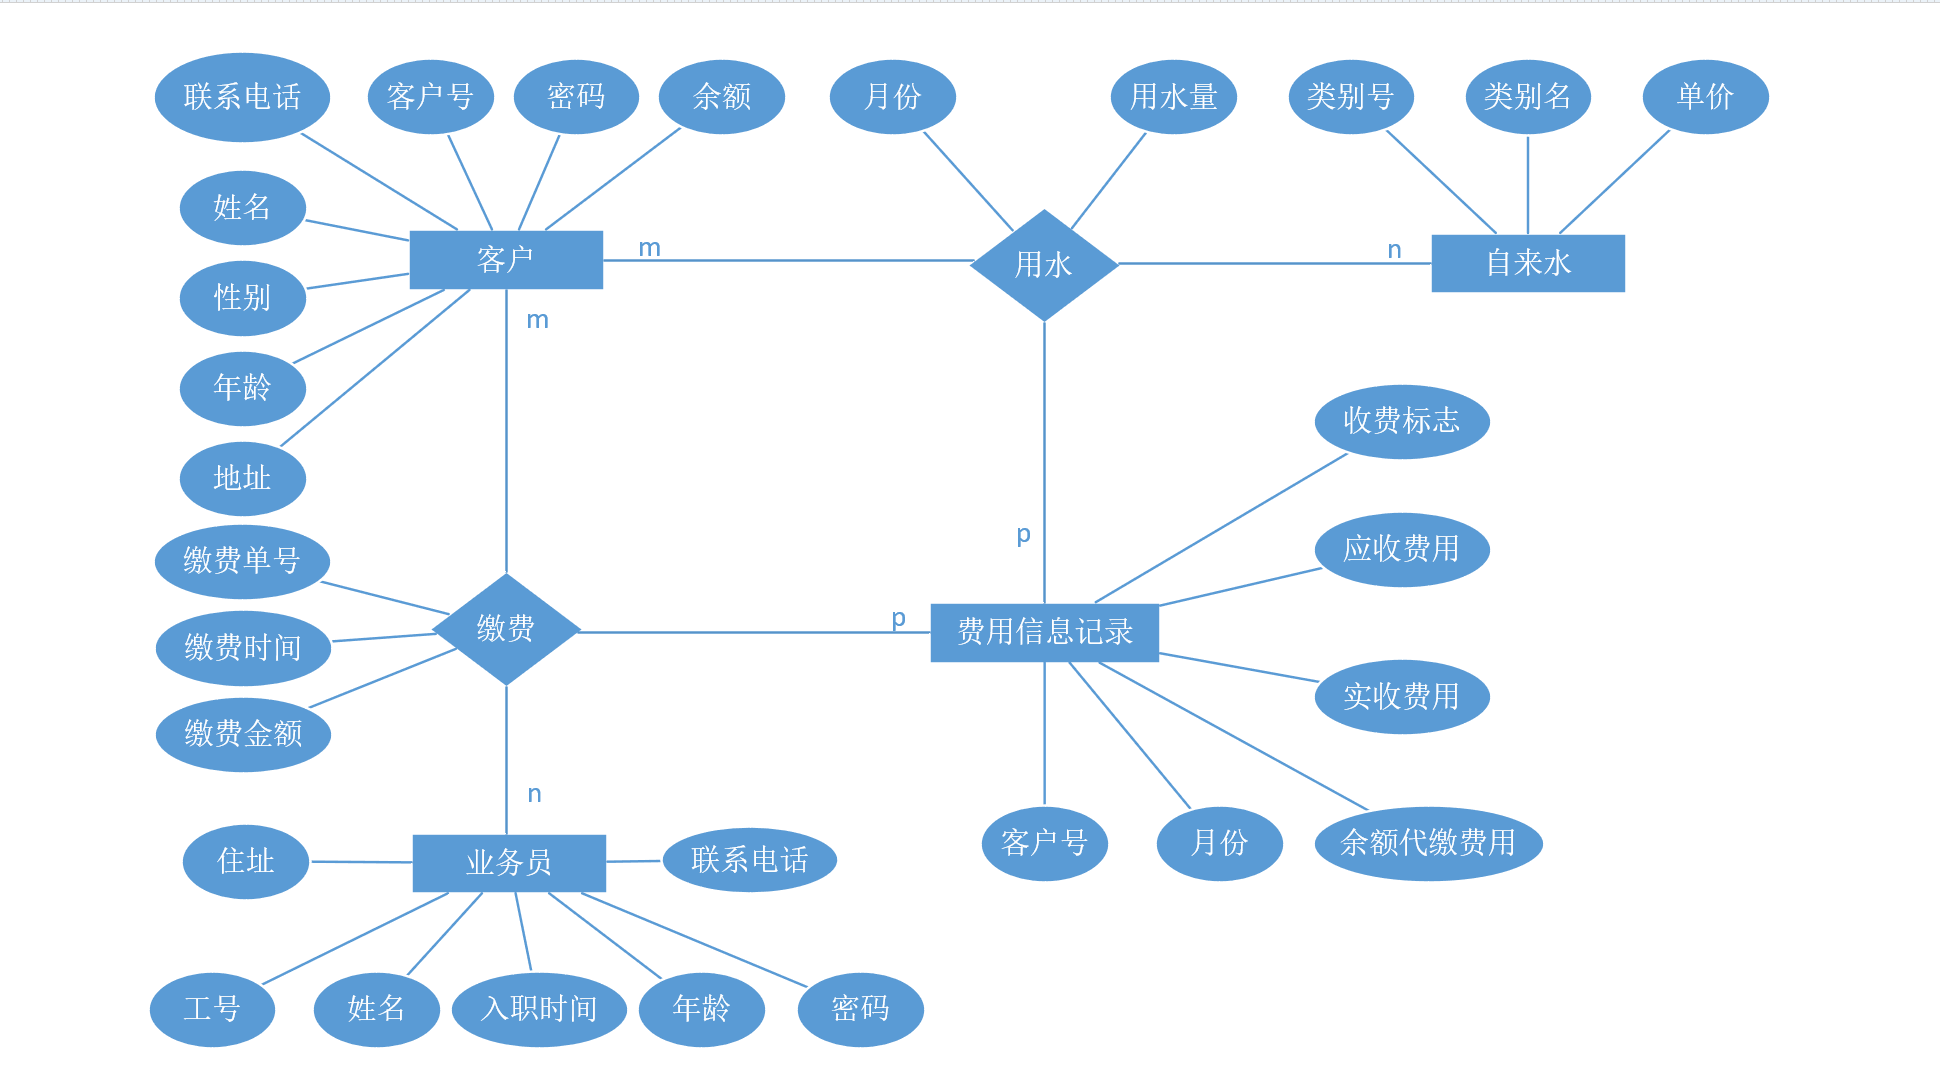 联系电话
客户号
密码
余额
月份
用水量
类别号
类别名
单价
姓名
客户
m
用水
n
自来水
性别
m
年龄
收费标志
地址
p
应收费用
缴费单号
缴费
p
费用信息记录
缴费时间
实收费用
缴费金额
n
客户号
月份
余额代缴费用
住址
业务员
联系电话
工号
姓名
入职时间
年龄
密码